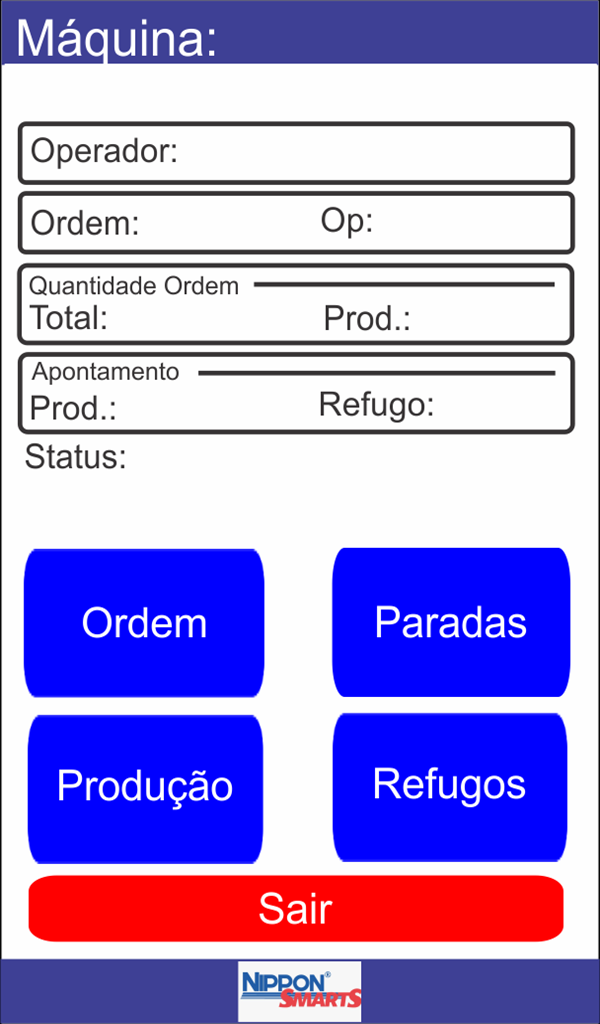 Máquina:
Operador:
Ordem: Op:
Quantidade Ordem
Total: Prod.:
Apontamento
Prod.: Refugo:
Status:
Ordem Paradas
Produção Refugos
Sair
NIPPON®
SMARTS